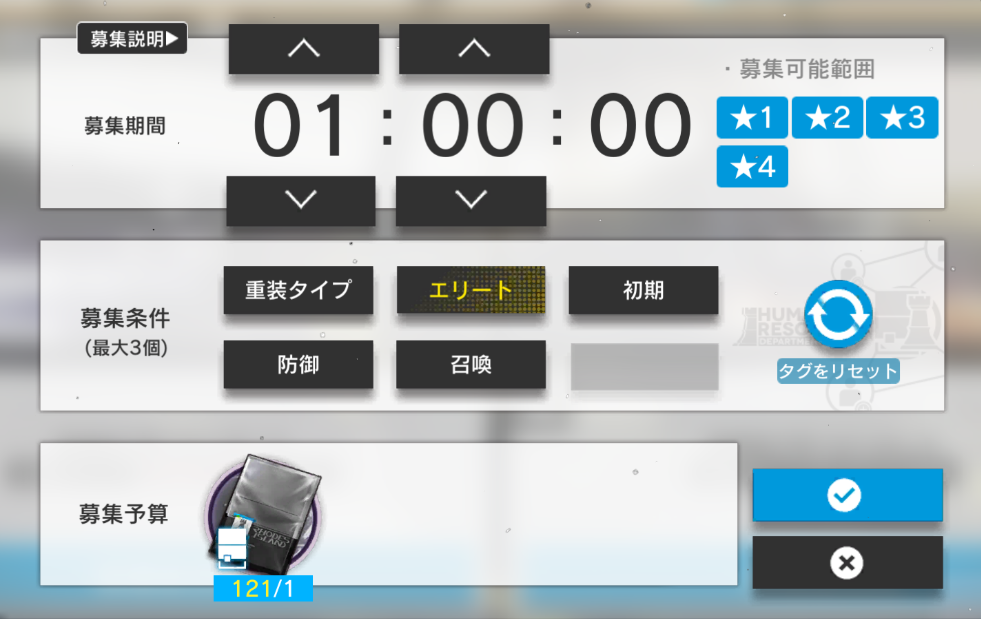 募集説明▶
・募集可能範囲
募集期間
01:00:00
★1 ★2 ★3
★4
募集条件
(最大3個)
重装タイプ エリート 初期
防御 召喚
HUM
RESO
DEPARTM
タグをリセット
募集予算
121/1